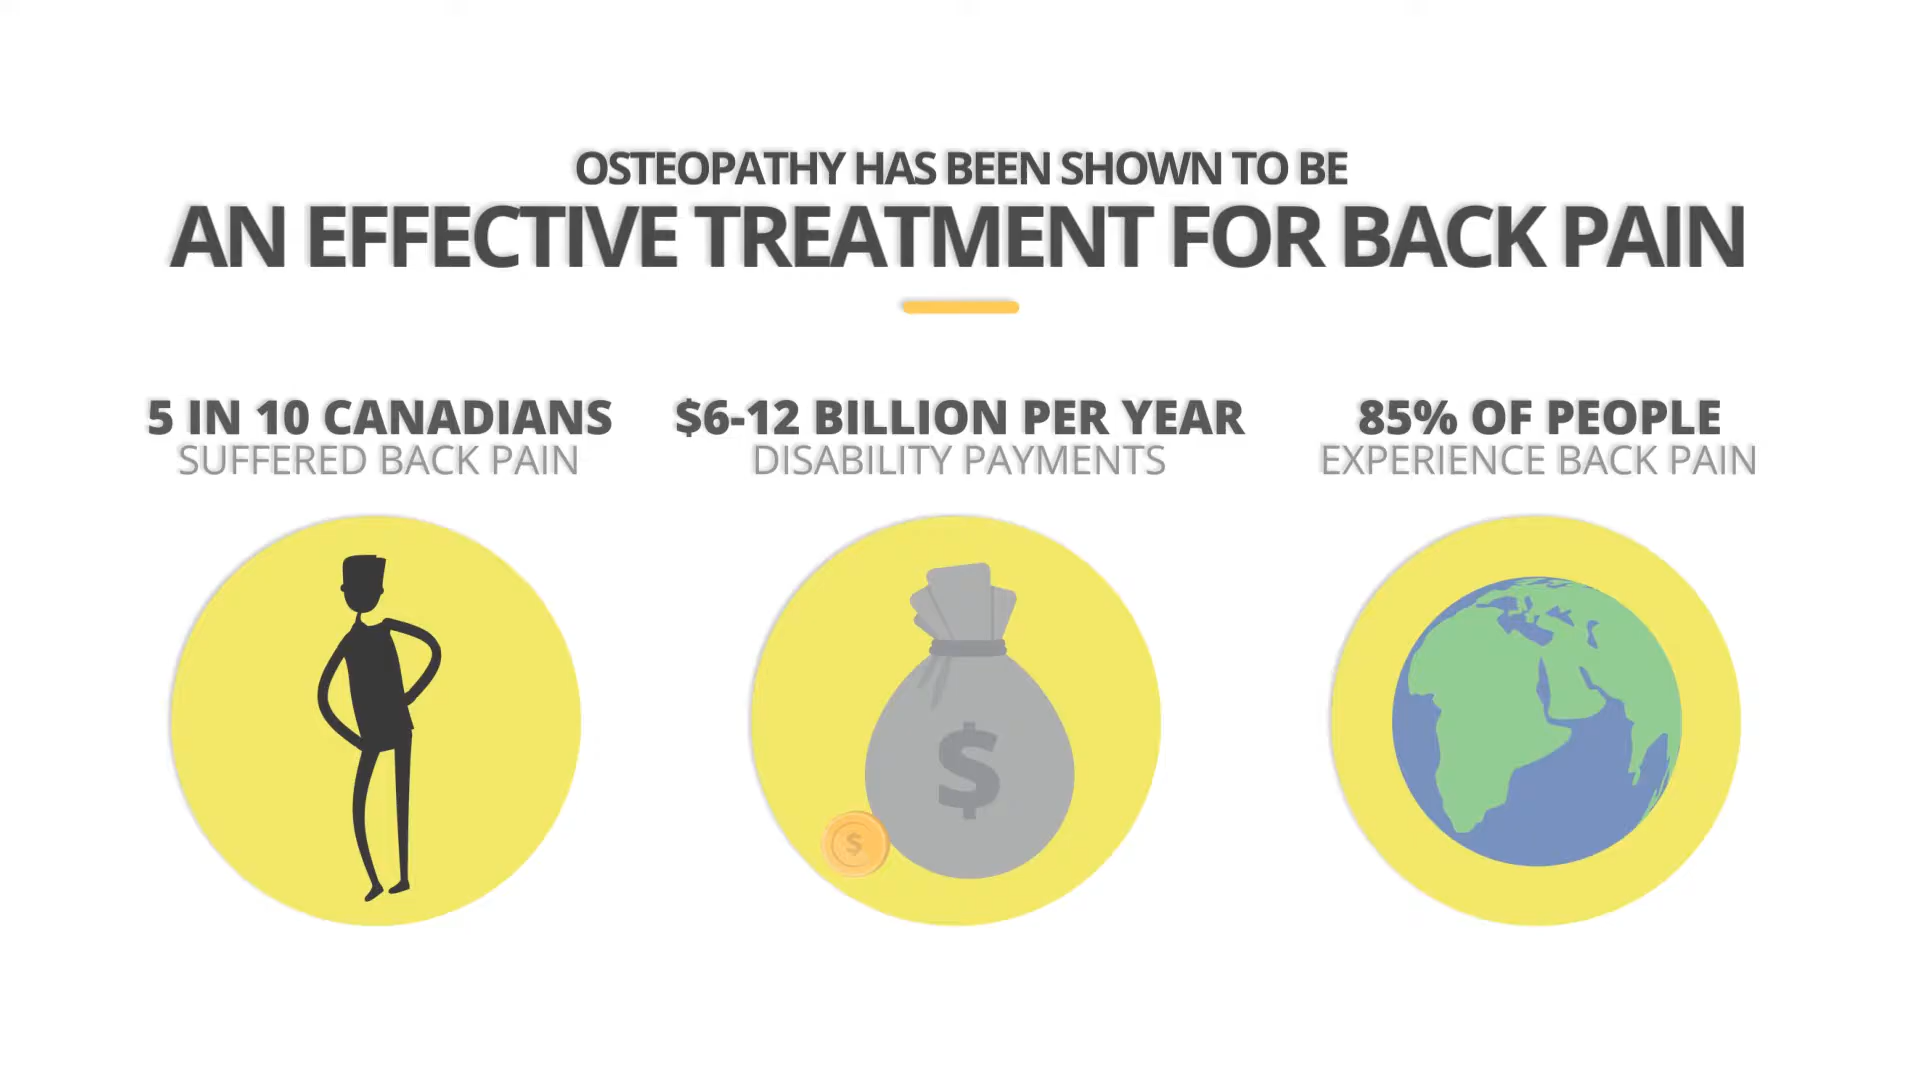 OSTEOPATHY HAS BEEN SHOWN TO BE
AN EFFECTIVE TREATMENT FOR BACK PAIN
5 IN 10 CANADIANS
SUFFERED BACK PAIN
$6-12 BILLION PER YEAR
DISABILITY PAYMENTS
85% OF PEOPLE
EXPERIENCE BACK PAIN
$
$